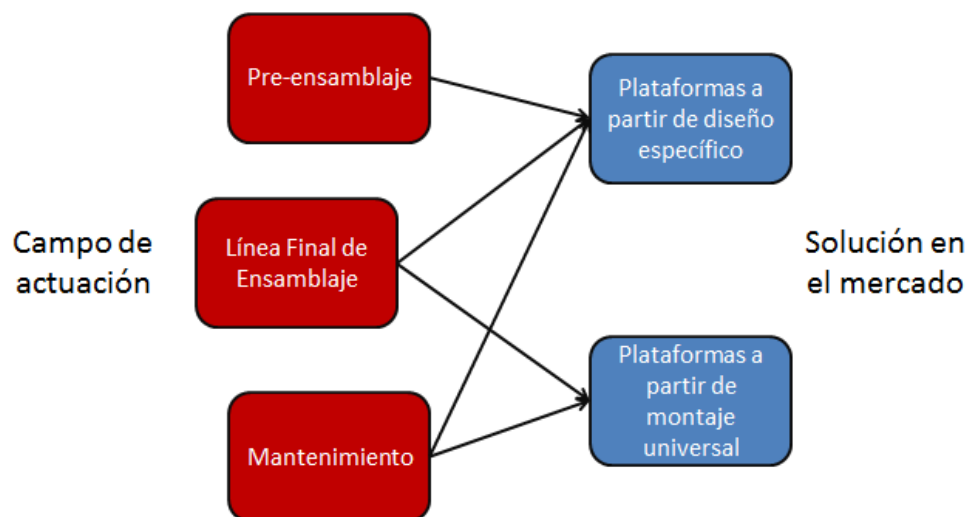 Pre-ensamblaje
Plataformas a
partir de diseño
específico
Campo de
actuación
Línea Final de
Ensamblaje
Solución en
el mercado
Plataformas a
partir de
montaje
universal
Mantenimiento